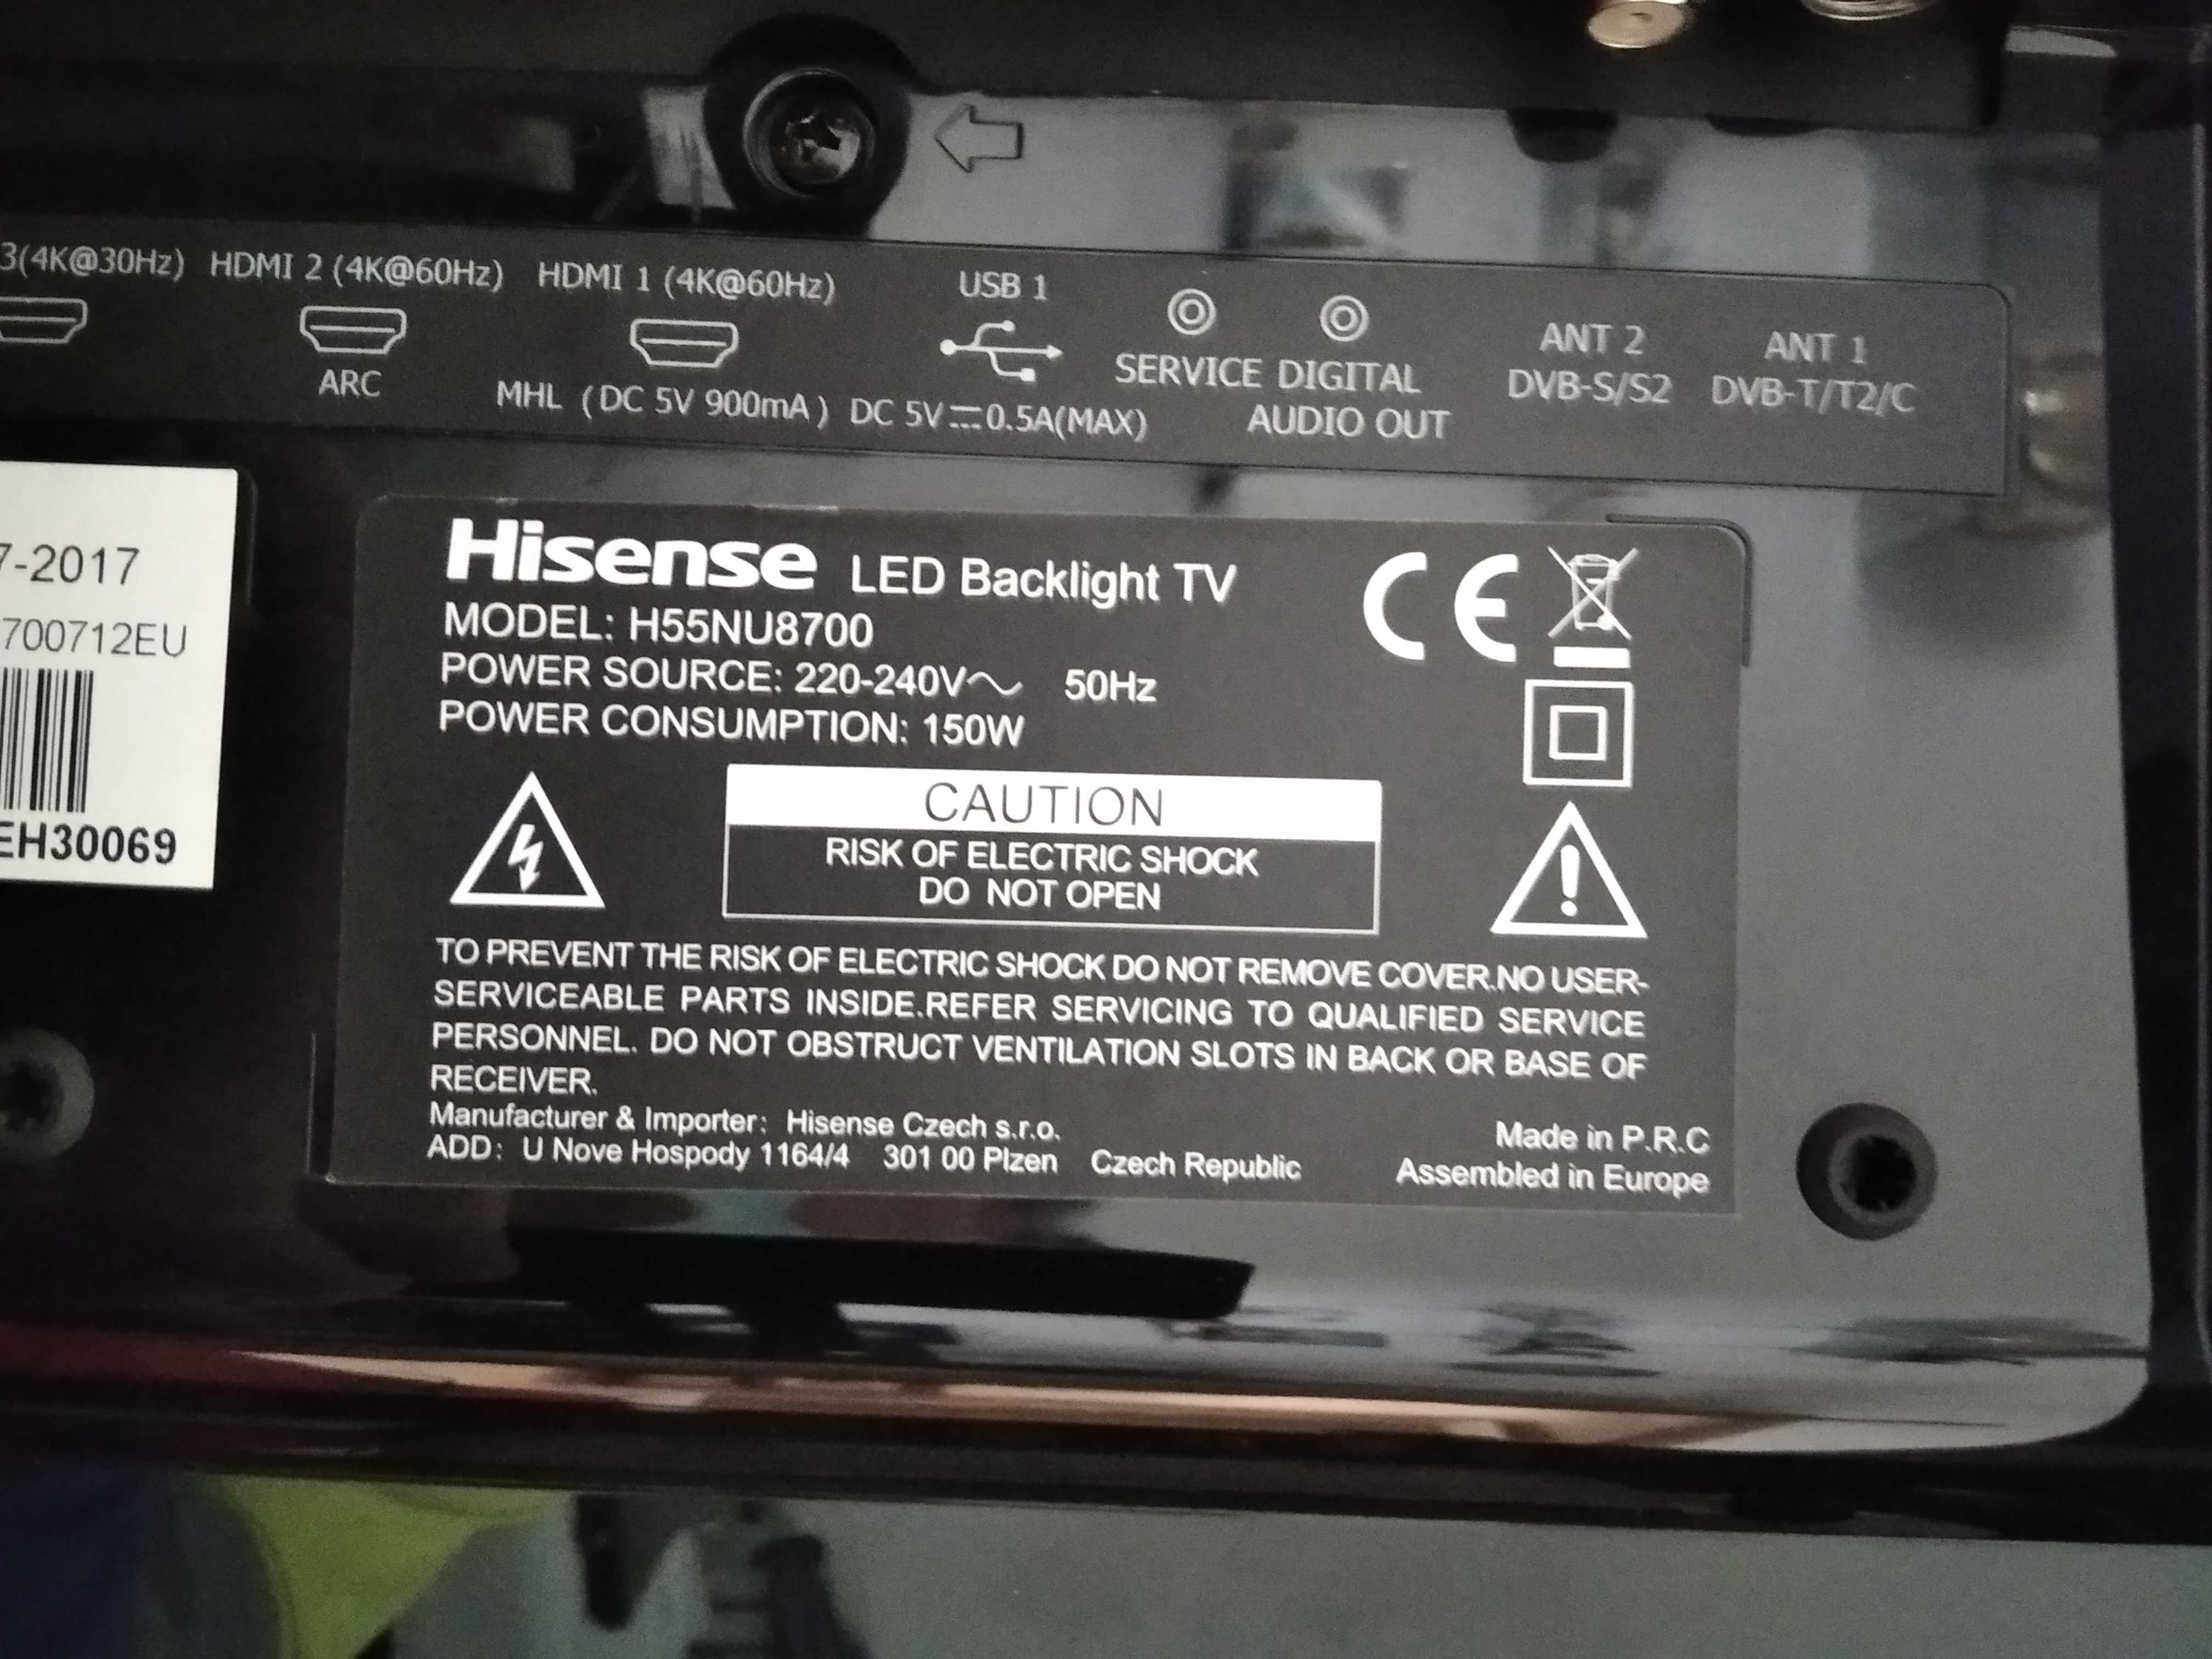 3(4K@30Hz) HDMI 2 (4K@60Hz) HDMI 1 (4K@60Hz) USB 1
ARC
MHL (DC 5V 900mA) DC 5V⎓0.5A(MAX)
SERVICE DIGITAL
AUDIO OUT
ANT 2
DVB-S/S2
ANT 1
DVB-T/T2/C
7-2017
700712EU
EH30069
Hisense LED Backlight TV
MODEL: H55NU8700
POWER SOURCE: 220-240V~ 50Hz
POWER CONSUMPTION: 150W
CE
CAUTION
RISK OF ELECTRIC SHOCK
DO NOT OPEN
TO PREVENT THE RISK OF ELECTRIC SHOCK DO NOT REMOVE COVER.NO USER-
SERVICEABLE PARTS INSIDE.REFER SERVICING TO QUALIFIED SERVICE
PERSONNEL. DO NOT OBSTRUCT VENTILATION SLOTS IN BACK OR BASE OF
RECEIVER.
Manufacturer & Importer: Hisense Czech s.r.o.
ADD: U Nove Hospody 1164/4 301 00 Plzen Czech Republic
Made in P.R.C
Assembled in Europe